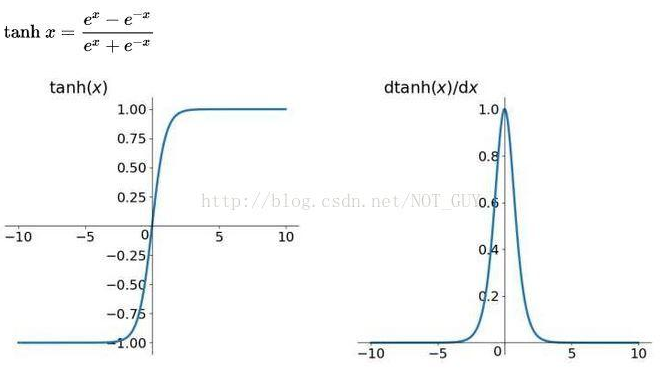 tanh x = (e^x − e^−x) / (e^x + e^−x)
tanh(x)
1.00
0.75
0.50
0.25
−10 −5 0 5 10
−0.25
−0.50
−0.75
−1.00
dtanh(x)/dx
1.0
0.8
0.6
0.4
0.2
−10 −5 0 5 10
http://blog.csdn.net/NOT_GUY